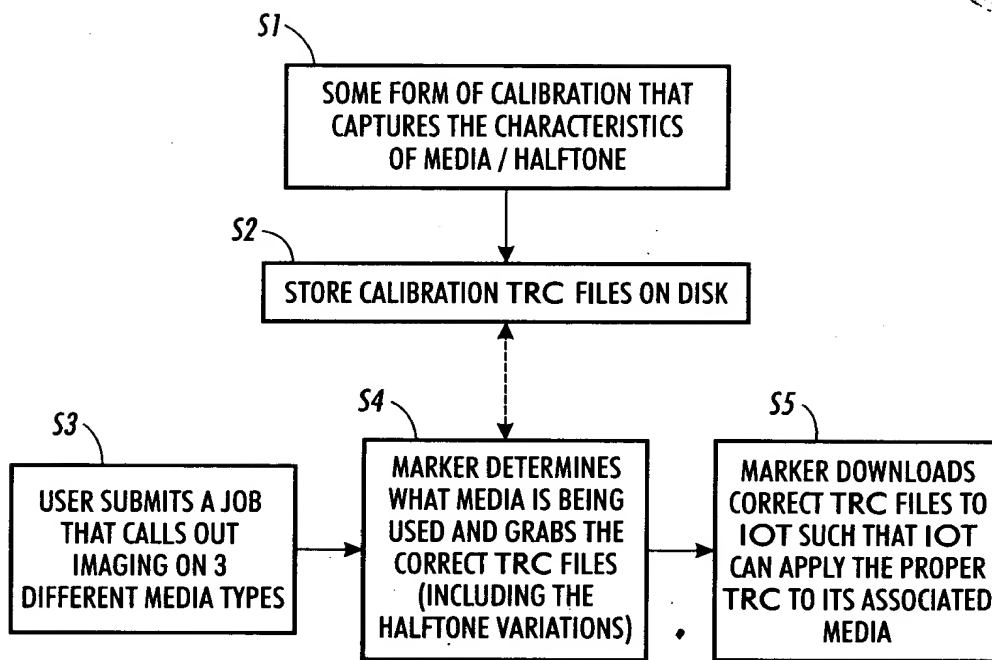 S1
SOME FORM OF CALIBRATION THAT
CAPTURES THE CHARACTERISTICS
OF MEDIA / HALFTONE
S2
STORE CALIBRATION TRC FILES ON DISK
S3
USER SUBMITS A JOB
THAT CALLS OUT
IMAGING ON 3
DIFFERENT MEDIA TYPES
S4
MARKER DETERMINES
WHAT MEDIA IS BEING
USED AND GRABS THE
CORRECT TRC FILES
(INCLUDING THE
HALFTONE VARIATIONS)
S5
MARKER DOWNLOADS
CORRECT TRC FILES TO
IOT SUCH THAT IOT
CAN APPLY THE PROPER
TRC TO ITS ASSOCIATED
MEDIA